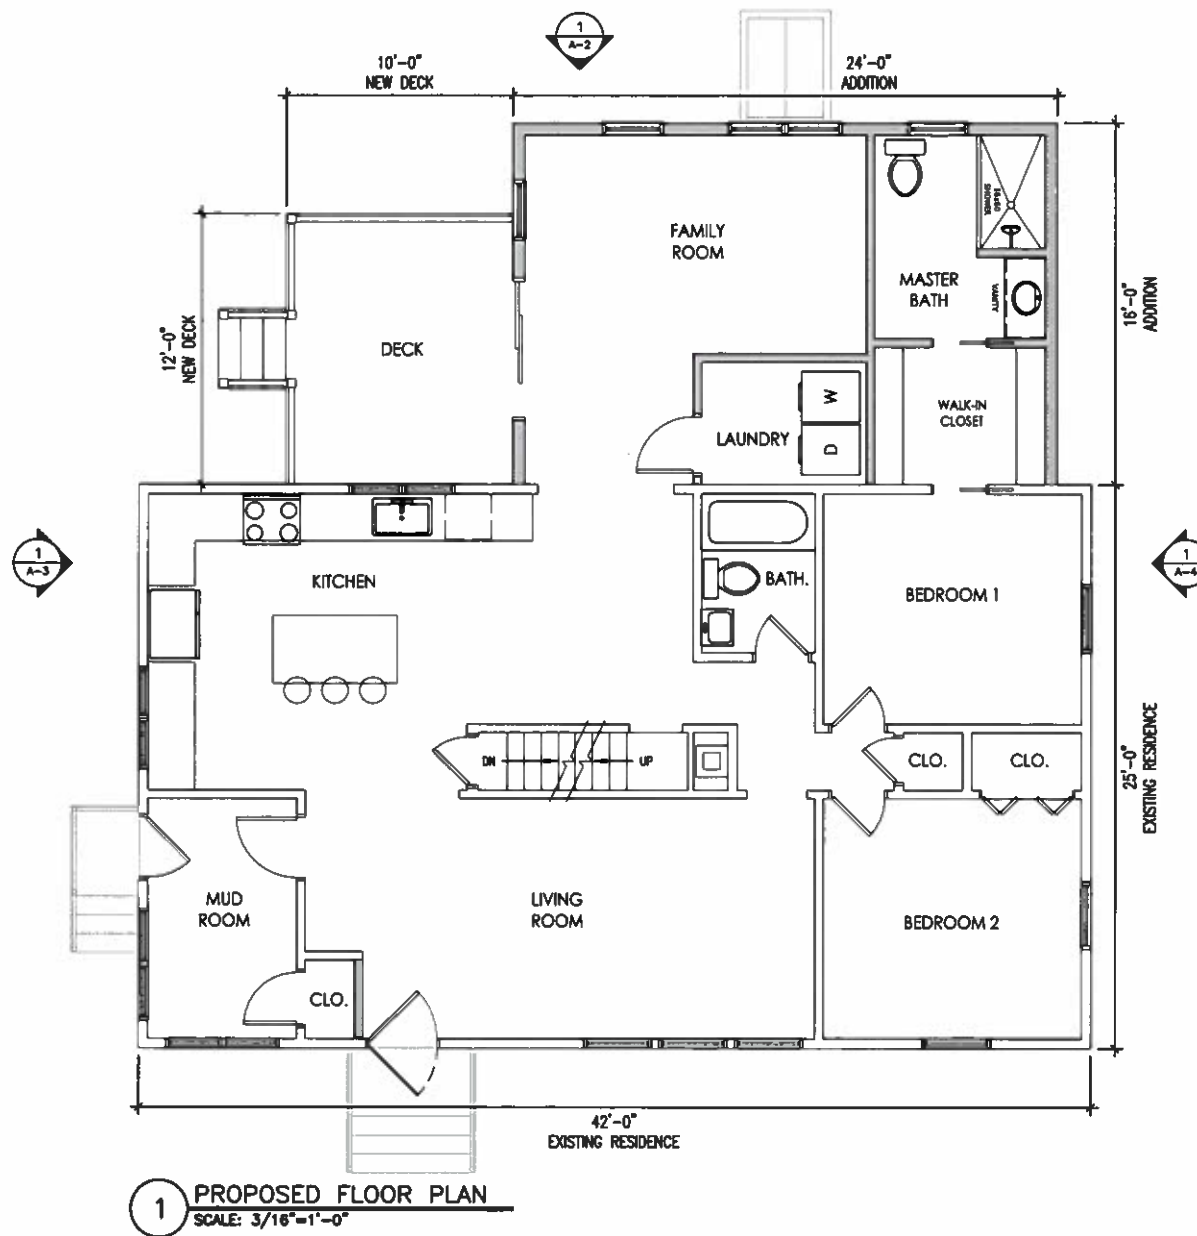 1
A-2
10'-0"
NEW DECK
24'-0"
ADDITION
FAMILY
ROOM
36x60
SHOWER
MASTER
BATH
VANITY
16'-0"
ADDITION
12'-0"
NEW DECK
DECK
WALK-IN
CLOSET
W
LAUNDRY
D
1
A-3
KITCHEN
BATH.
BEDROOM 1
1
A-4
DN
UP
CLO.
CLO.
25'-0"
EXISTING RESIDENCE
MUD
ROOM
LIVING
ROOM
BEDROOM 2
CLO.
42'-0"
EXISTING RESIDENCE
1
PROPOSED FLOOR PLAN
SCALE: 3/16"=1'-0"